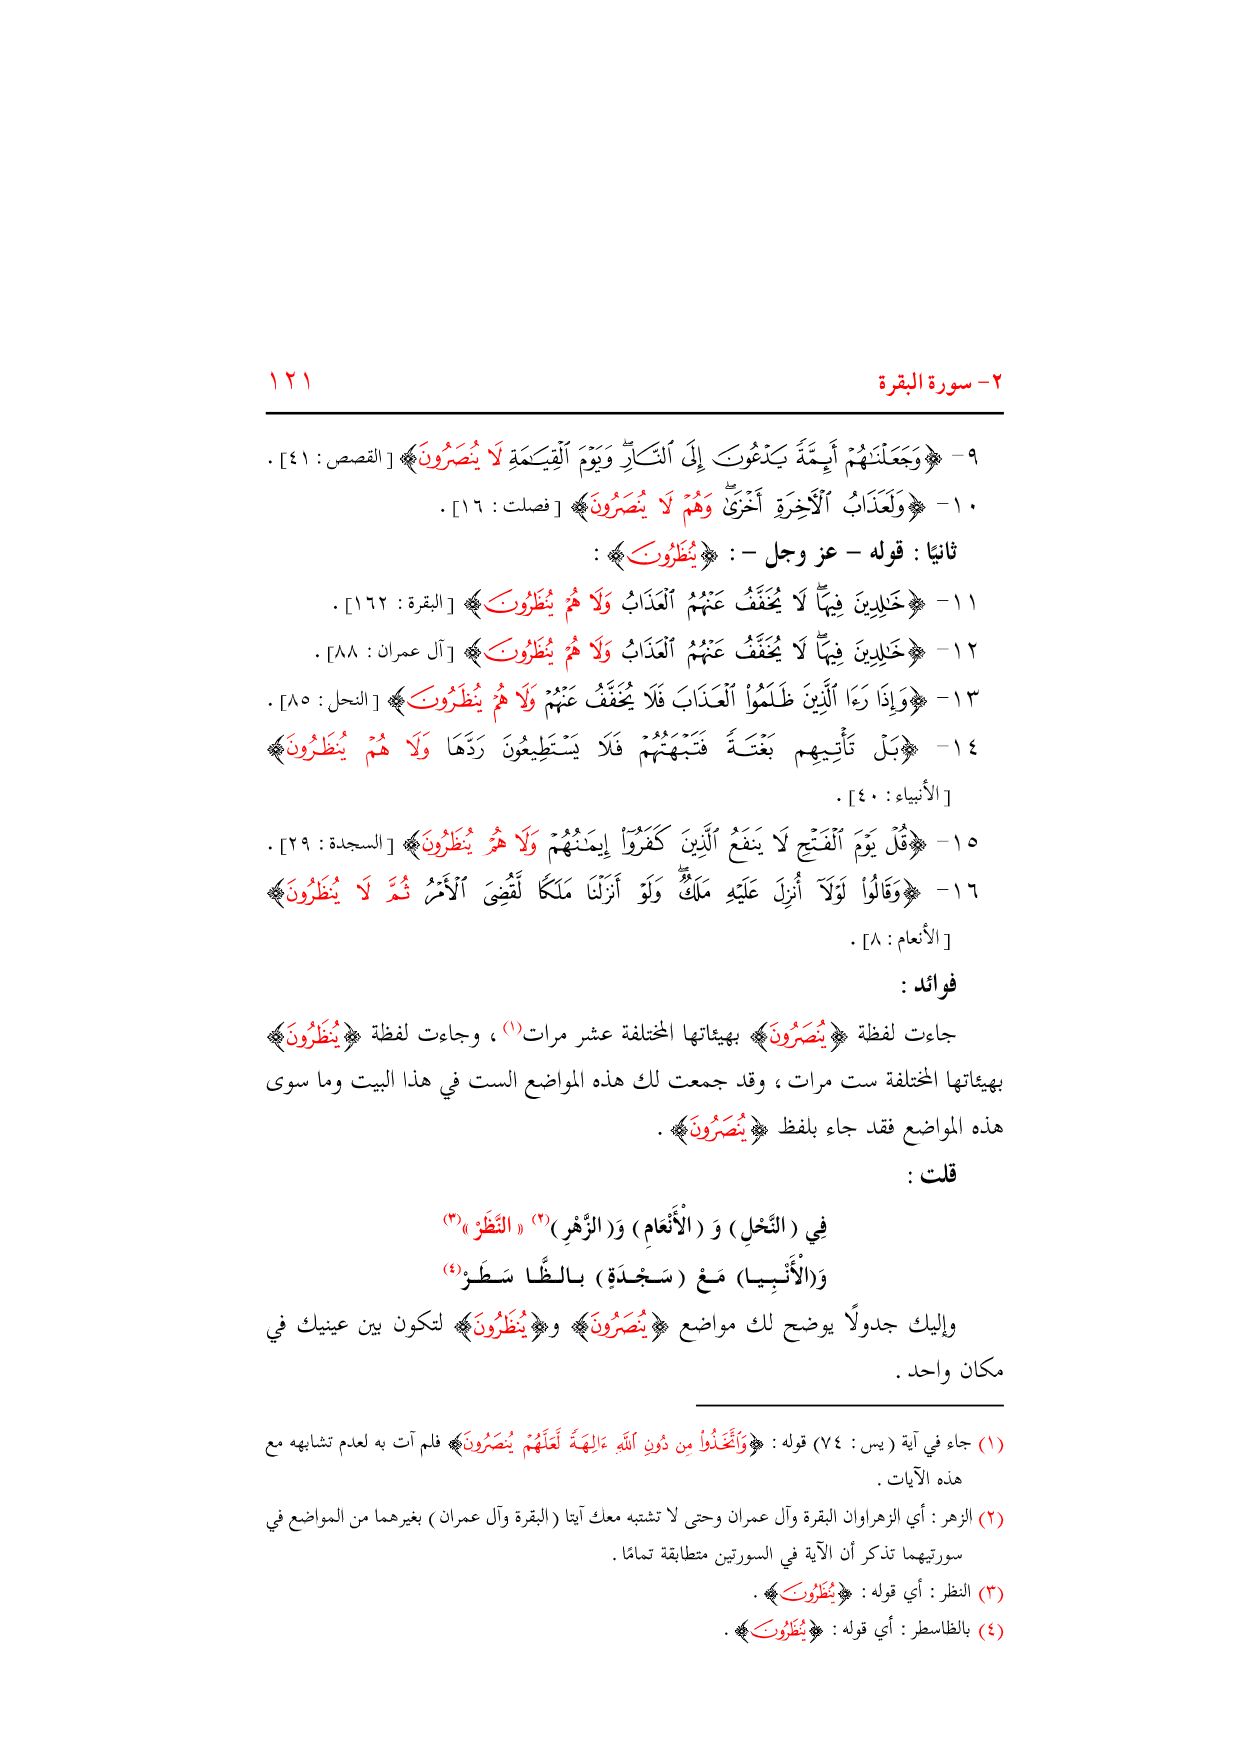 ٢- سورة البقرة ١٢١
٩- ﴿وَجَعَلْنَٰهُمْ أَئِمَّةً يَدْعُونَ إِلَى ٱلنَّارِۖ وَيَوْمَ ٱلْقِيَٰمَةِ لَا يُنصَرُونَ﴾ [القصص : ٤١] .
١٠- ﴿وَلَعَذَابُ ٱلْأَخِرَةِ أَخْزَىٰۖ وَهُمْ لَا يُنصَرُونَ﴾ [فصلت : ١٦] .
ثانيًا : قوله – عز وجل – : ﴿يُنظَرُونَ﴾ :
١١- ﴿خَٰلِدِينَ فِيهَاۖ لَا يُخَفَّفُ عَنْهُمُ ٱلْعَذَابُ وَلَا هُمْ يُنظَرُونَ﴾ [البقرة : ١٦٢] .
١٢- ﴿خَٰلِدِينَ فِيهَاۖ لَا يُخَفَّفُ عَنْهُمُ ٱلْعَذَابُ وَلَا هُمْ يُنظَرُونَ﴾ [آل عمران : ٨٨] .
١٣- ﴿وَإِذَا رَءَا ٱلَّذِينَ ظَلَمُوا۟ ٱلْعَذَابَ فَلَا يُخَفَّفُ عَنْهُمْ وَلَا هُمْ يُنظَرُونَ﴾ [النحل : ٨٥] .
١٤- ﴿بَلْ تَأْتِيهِم بَغْتَةً فَتَبْهَتُهُمْ فَلَا يَسْتَطِيعُونَ رَدَّهَا وَلَا هُمْ يُنظَرُونَ﴾
[الأنبياء : ٤٠] .
١٥- ﴿قُلْ يَوْمَ ٱلْفَتْحِ لَا يَنفَعُ ٱلَّذِينَ كَفَرُوٓا۟ إِيمَٰنُهُمْ وَلَا هُمْ يُنظَرُونَ﴾ [السجدة : ٢٩] .
١٦- ﴿وَقَالُوا۟ لَوْلَآ أُنزِلَ عَلَيْهِ مَلَكٌۖ وَلَوْ أَنزَلْنَا مَلَكًا لَّقُضِىَ ٱلْأَمْرُ ثُمَّ لَا يُنظَرُونَ﴾
[الأنعام : ٨] .
فوائد :
جاءت لفظة ﴿يُنصَرُونَ﴾ بهيئاتها المختلفة عشر مرات(١) ، وجاءت لفظة ﴿يُنظَرُونَ﴾
بهيئاتها المختلفة ست مرات ، وقد جمعت لك هذه المواضع الست في هذا البيت وما سوى
هذه المواضع فقد جاء بلفظ ﴿يُنصَرُونَ﴾ .
قلت :
فِي (النَّحْلِ) وَ (الْأَنْعَامِ) وَ(الزَّهْرِ)(٢) « النَّظَرْ »(٣)
وَ(الْأَنْبِيا) مَعْ (سَجْدَةٍ) بالظَّا سَطَرْ(٤)
وإليك جدولًا يوضح لك مواضع ﴿يُنصَرُونَ﴾ و﴿يُنظَرُونَ﴾ لتكون بين عينيك في
مكان واحد .
(١) جاء في آية (يس : ٧٤) قوله : ﴿وَٱتَّخَذُوا۟ مِن دُونِ ٱللَّهِ ءَالِهَةً لَّعَلَّهُمْ يُنصَرُونَ﴾ فلم آت به لعدم تشابهه مع
هذه الآيات .
(٢) الزهر : أي الزهراوان البقرة وآل عمران وحتى لا تشتبه معك آيتا (البقرة وآل عمران) بغيرهما من المواضع في
سورتيهما تذكر أن الآية في السورتين متطابقة تمامًا .
(٣) النظر : أي قوله : ﴿يُنظَرُونَ﴾ .
(٤) بالظاسطر : أي قوله : ﴿يُنظَرُونَ﴾ .